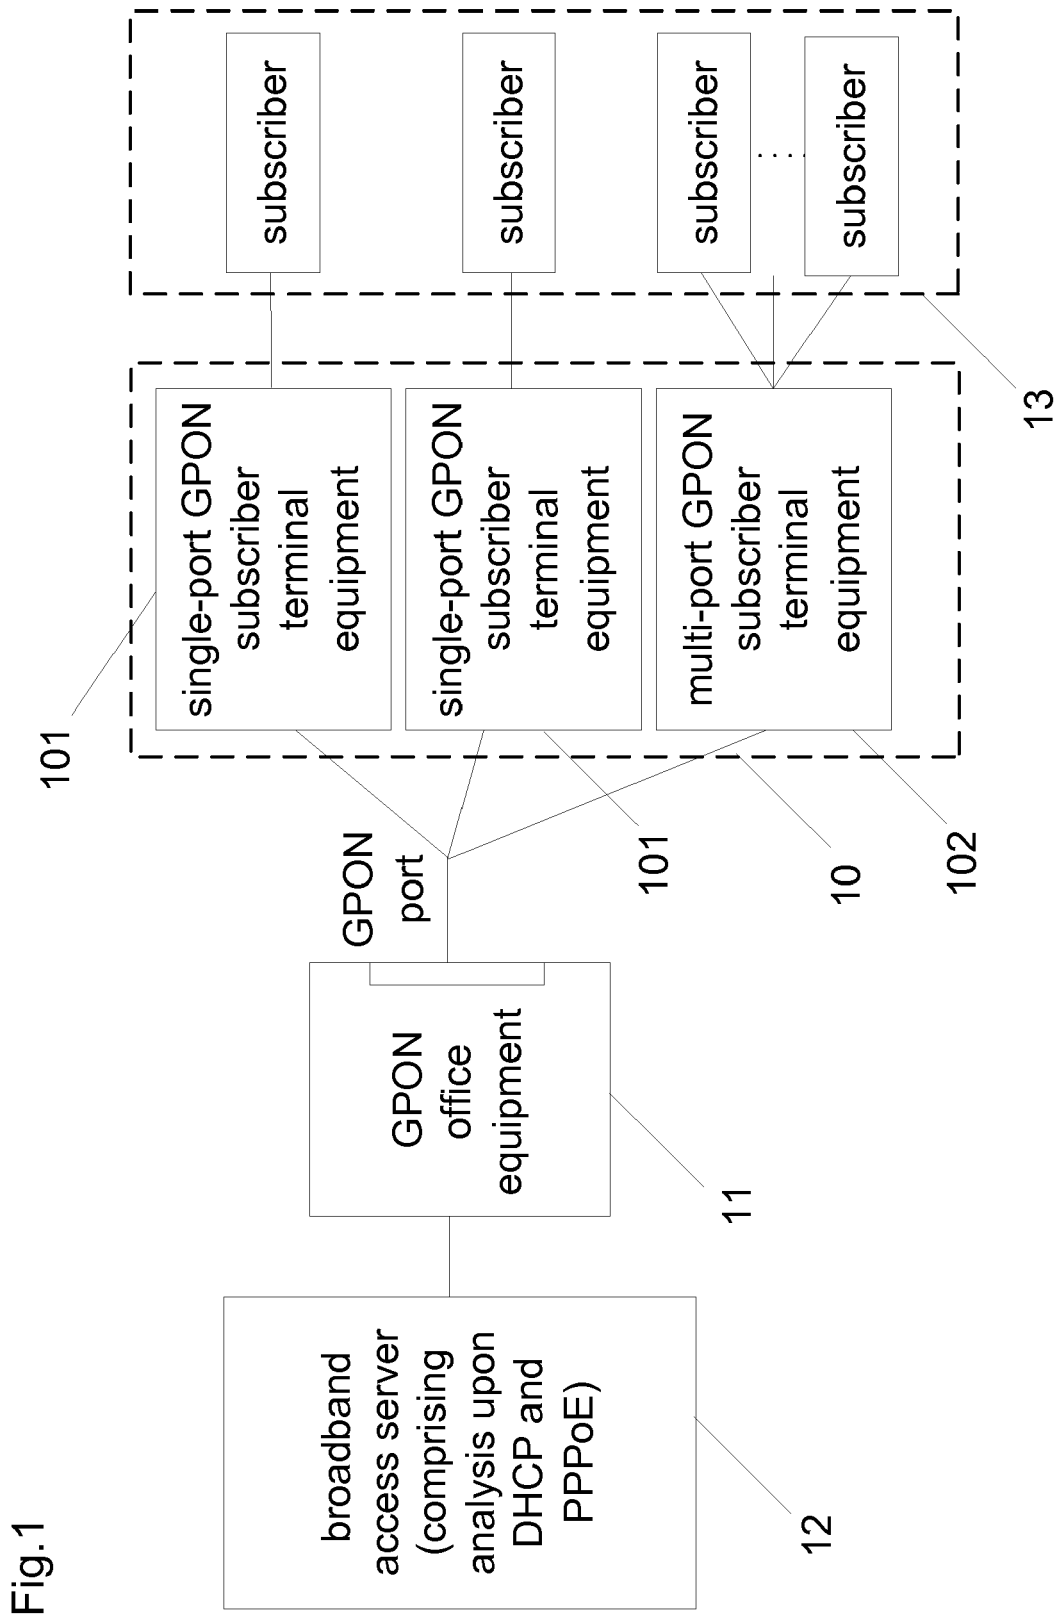 Fig.1
broadband
access server
(comprising
analysis upon
DHCP and
PPPoE)
12
GPON
office
equipment
11
GPON
port
101
single-port GPON
subscriber
terminal
equipment
single-port GPON
subscriber
terminal
equipment
101
multi-port GPON
subscriber
terminal
equipment
10
102
subscriber
subscriber
subscriber
....
subscriber
13